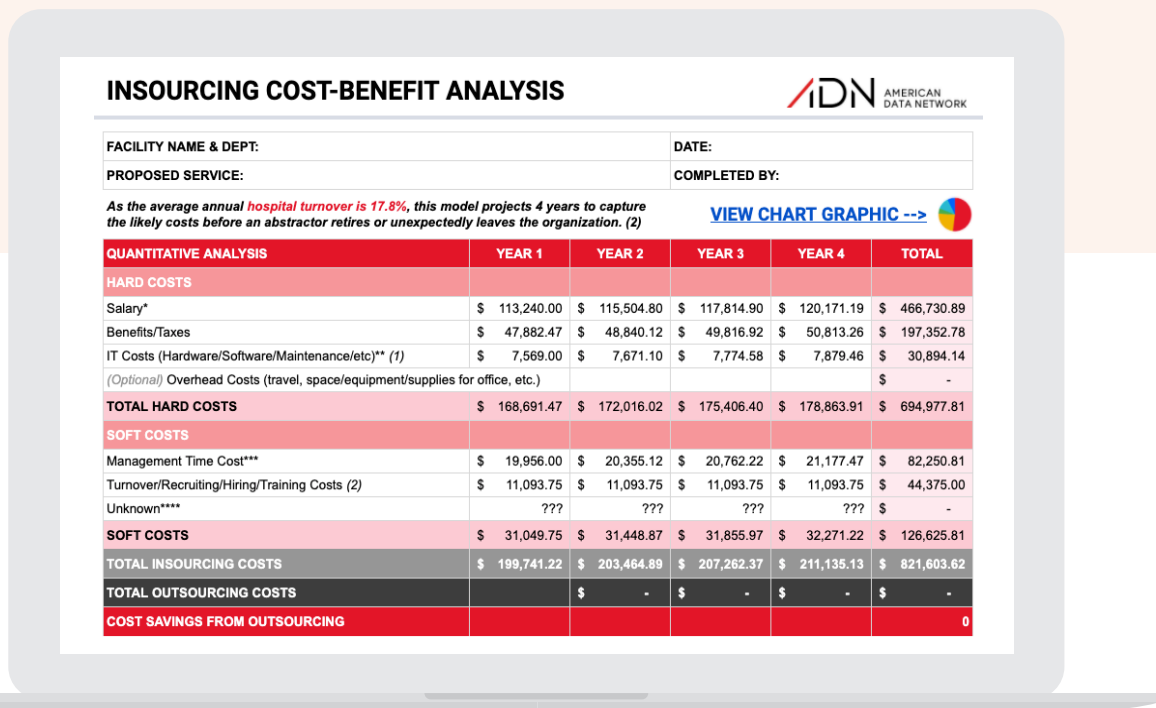 INSOURCING COST-BENEFIT ANALYSIS
ADN AMERICAN
DATA NETWORK
FACILITY NAME & DEPT: DATE:
PROPOSED SERVICE: COMPLETED BY:
As the average annual hospital turnover is 17.8%, this model projects 4 years to capture
the likely costs before an abstractor retires or unexpectedly leaves the organization. (2)
VIEW CHART GRAPHIC -->
QUANTITATIVE ANALYSIS YEAR 1 YEAR 2 YEAR 3 YEAR 4 TOTAL
HARD COSTS
Salary* $ 113,240.00 $ 115,504.80 $ 117,814.90 $ 120,171.19 $ 466,730.89
Benefits/Taxes $ 47,882.47 $ 48,840.12 $ 49,816.92 $ 50,813.26 $ 197,352.78
IT Costs (Hardware/Software/Maintenance/etc)** (1) $ 7,569.00 $ 7,671.10 $ 7,774.58 $ 7,879.46 $ 30,894.14
(Optional) Overhead Costs (travel, space/equipment/supplies for office, etc.) $ -
TOTAL HARD COSTS $ 168,691.47 $ 172,016.02 $ 175,406.40 $ 178,863.91 $ 694,977.81
SOFT COSTS
Management Time Cost*** $ 19,956.00 $ 20,355.12 $ 20,762.22 $ 21,177.47 $ 82,250.81
Turnover/Recruiting/Hiring/Training Costs (2) $ 11,093.75 $ 11,093.75 $ 11,093.75 $ 11,093.75 $ 44,375.00
Unknown**** ??? ??? ??? ??? $ -
SOFT COSTS $ 31,049.75 $ 31,448.87 $ 31,855.97 $ 32,271.22 $ 126,625.81
TOTAL INSOURCING COSTS $ 199,741.22 $ 203,464.89 $ 207,262.37 $ 211,135.13 $ 821,603.62
TOTAL OUTSOURCING COSTS $ - $ - $ - $ -
COST SAVINGS FROM OUTSOURCING 0